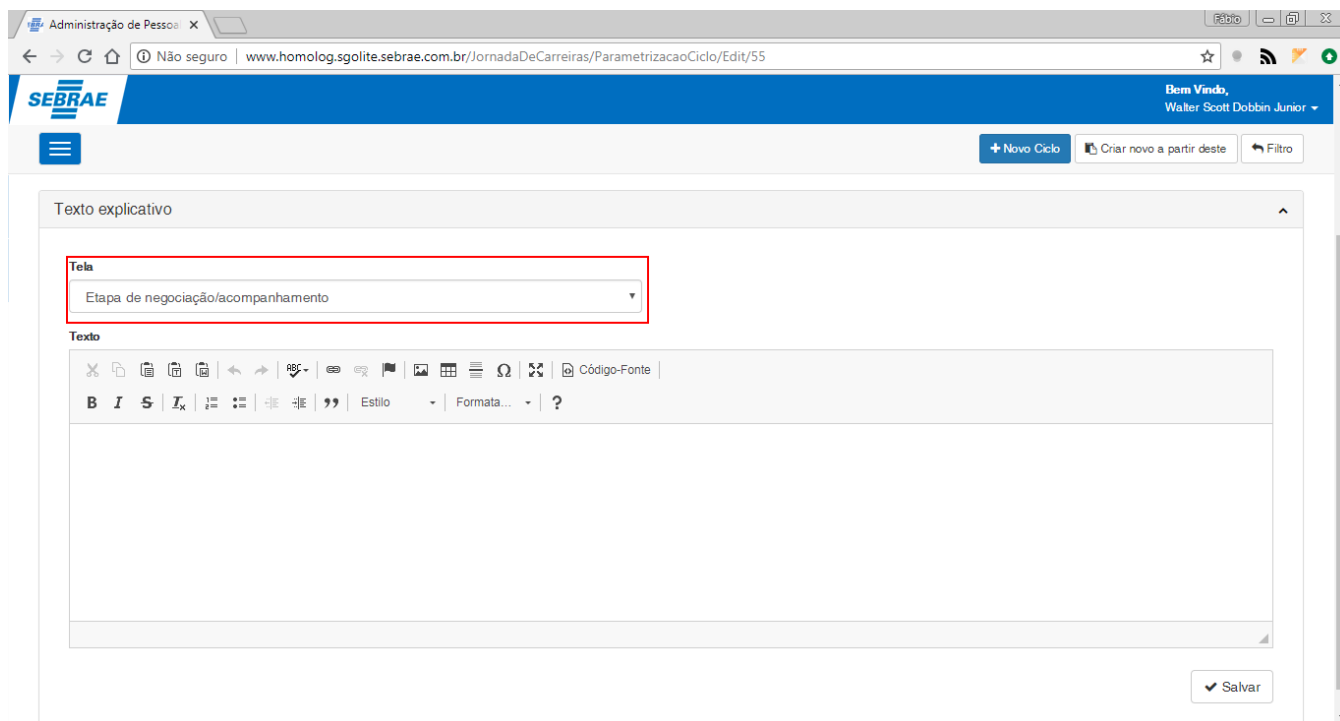 Administração de Pessoa
Fábio
Não seguro | www.homolog.sgolite.sebrae.com.br/JornadaDeCarreiras/ParametrizacaoCiclo/Edit/55
SEBRAE
Bem Vindo,
Walter Scott Dobbin Junior
Novo Ciclo Criar novo a partir deste Filtro
Texto explicativo
Tela
Etapa de negociação/acompanhamento
Texto
ABC Ω Código-Fonte
B I S Ix Estilo Formata... ?
Salvar